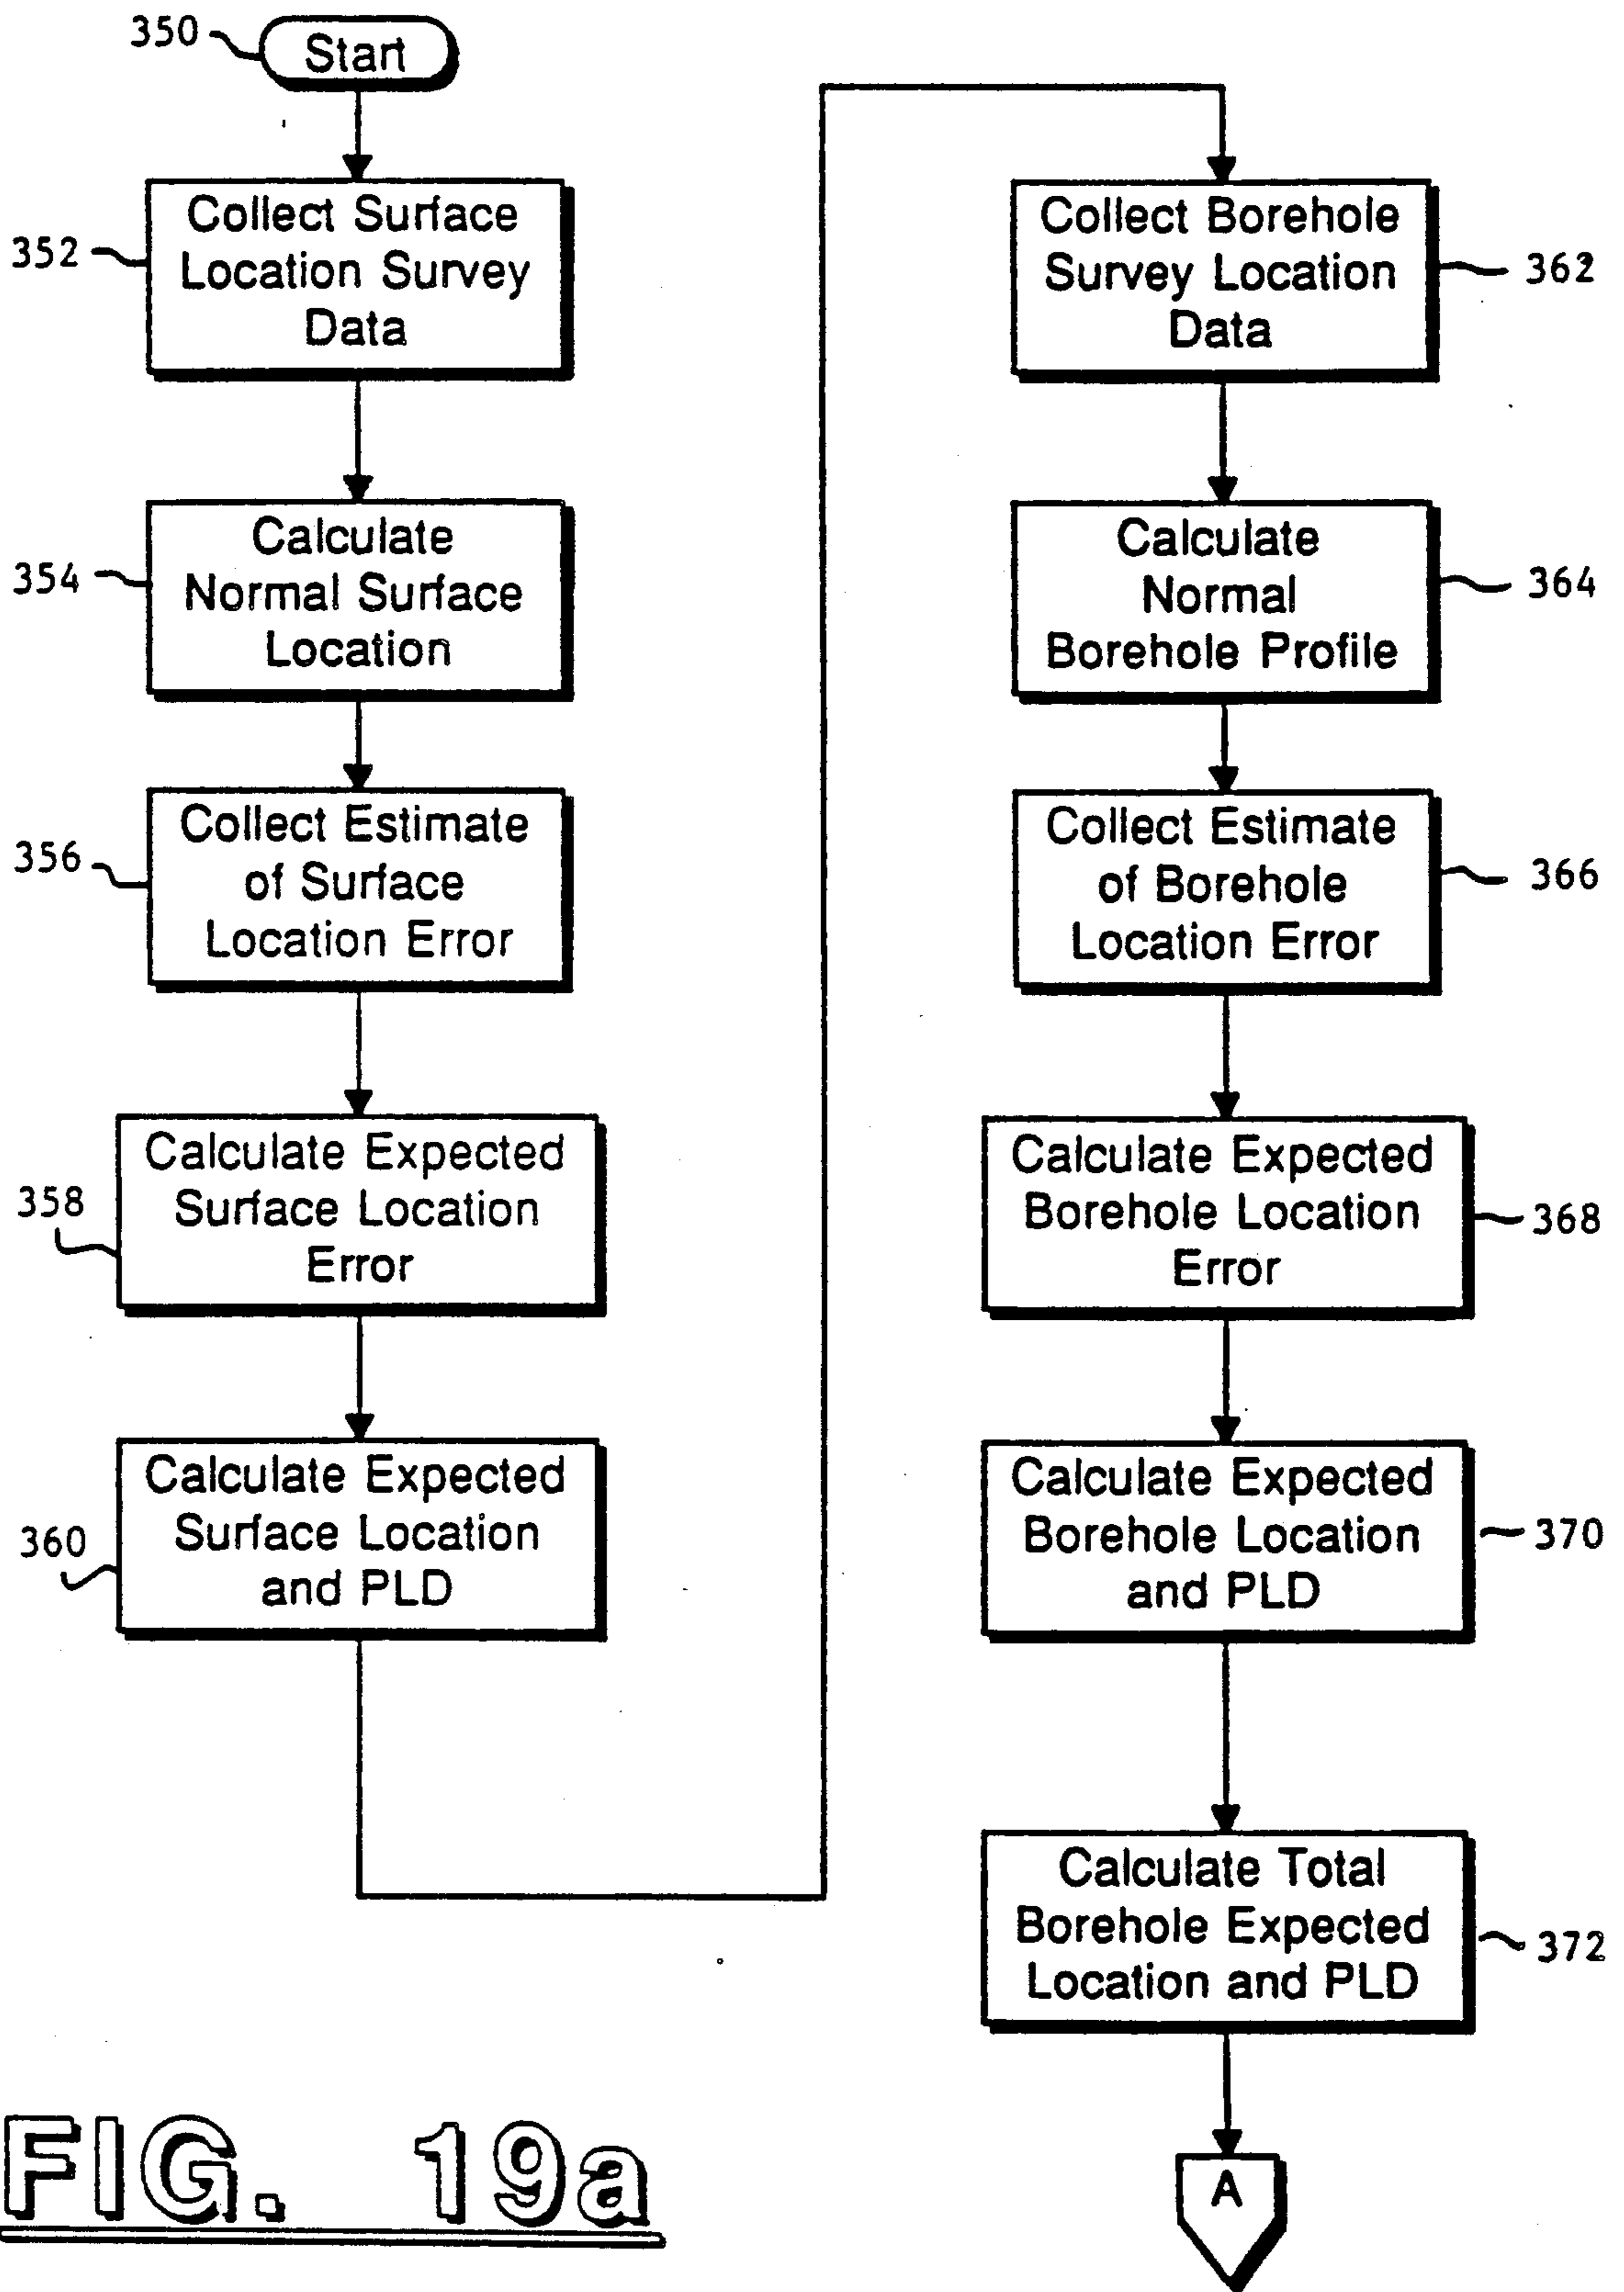 350
Start
352
Collect Surface
Location Survey
Data
354
Calculate
Normal Surface
Location
356
Collect Estimate
of Surface
Location Error
358
Calculate Expected
Surface Location
Error
360
Calculate Expected
Surface Location
and PLD
Collect Borehole
Survey Location
Data
362
Calculate
Normal
Borehole Profile
364
Collect Estimate
of Borehole
Location Error
366
Calculate Expected
Borehole Location
Error
368
Calculate Expected
Borehole Location
and PLD
370
Calculate Total
Borehole Expected
Location and PLD
372
A
FIG. 19a